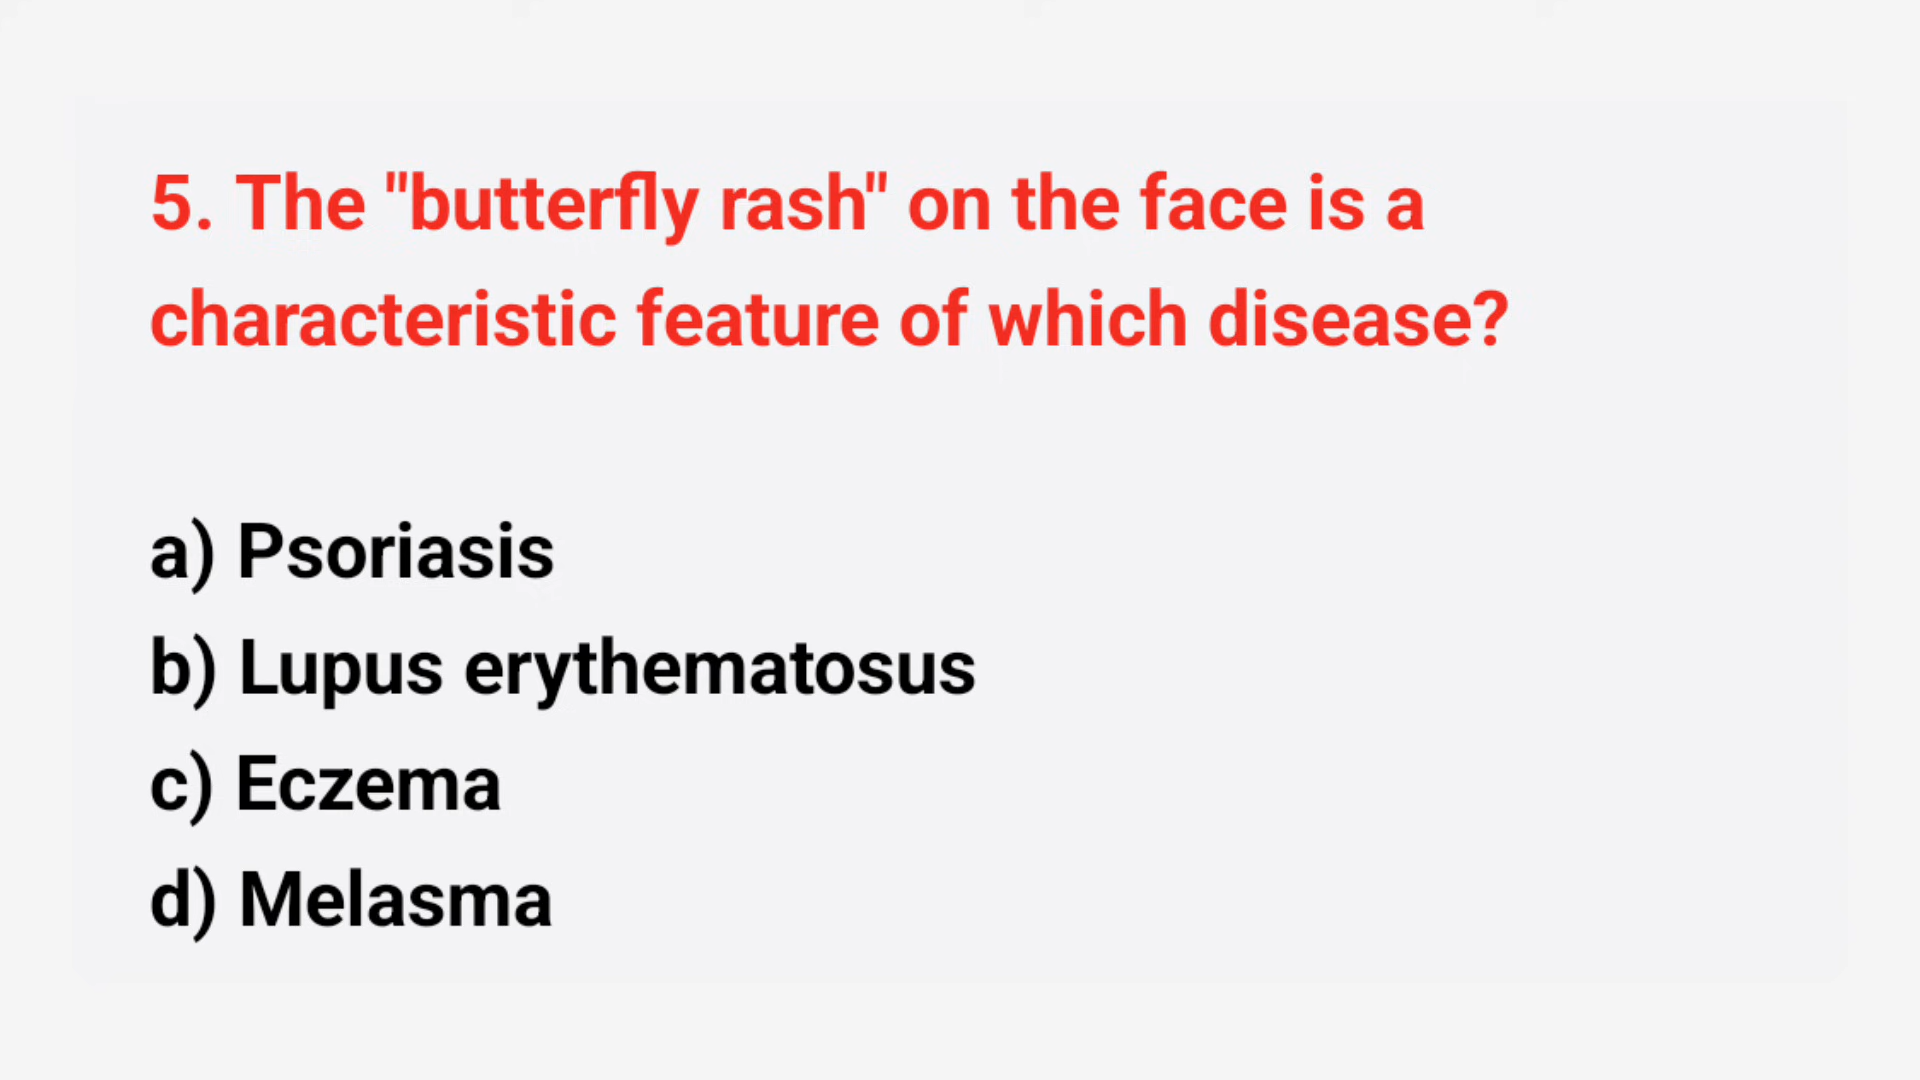 5. The "butterfly rash" on the face is a
characteristic feature of which disease?
a) Psoriasis
b) Lupus erythematosus
c) Eczema
d) Melasma